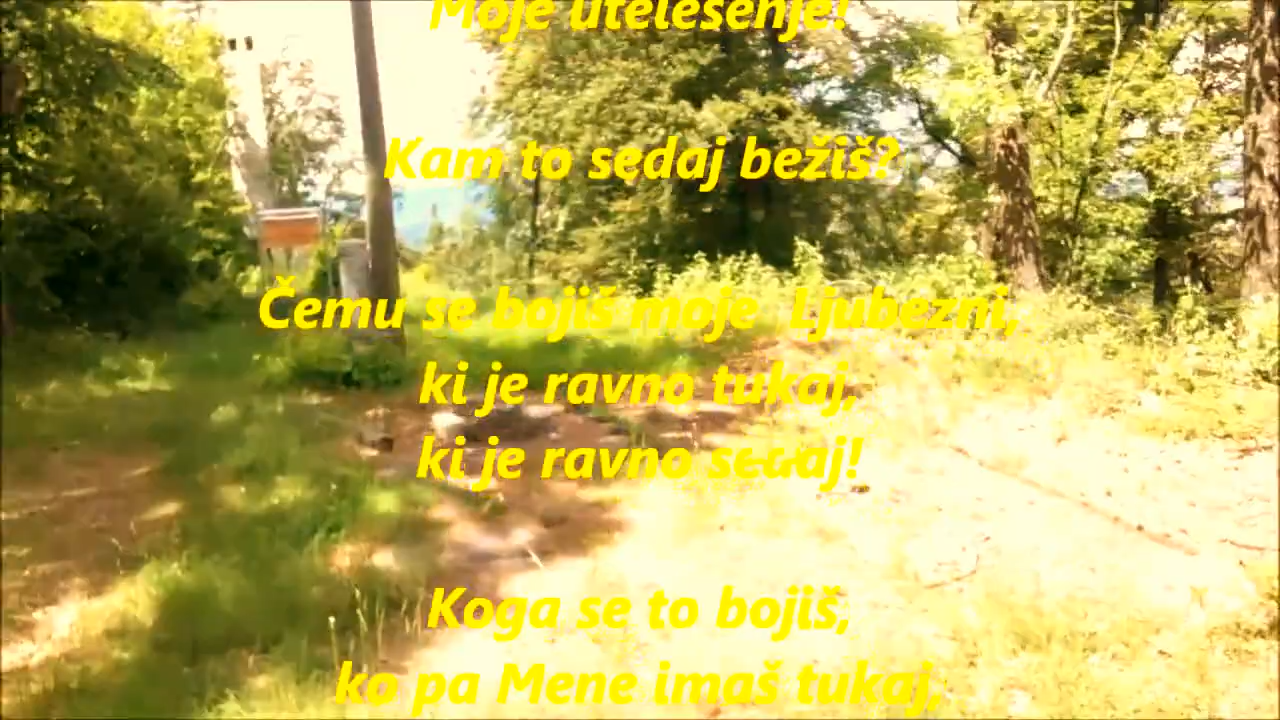 Moje utelešenje!
Kam to sedaj bežiš?
Čemu se bojiš moje Ljubezni,
ki je ravno tukaj,
ki je ravno sedaj!
Koga se to bojiš,
ko pa Mene imaš tukaj,